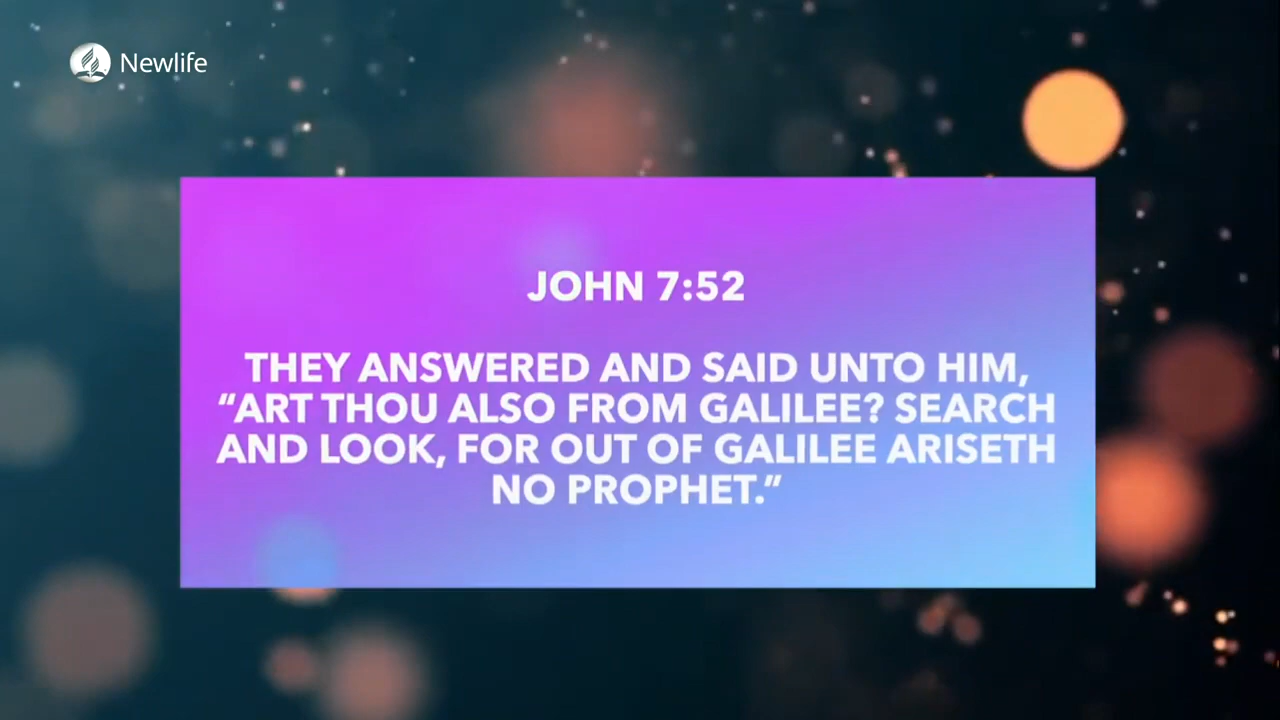 Newlife
JOHN 7:52
THEY ANSWERED AND SAID UNTO HIM,
“ART THOU ALSO FROM GALILEE? SEARCH
AND LOOK, FOR OUT OF GALILEE ARISETH
NO PROPHET.”